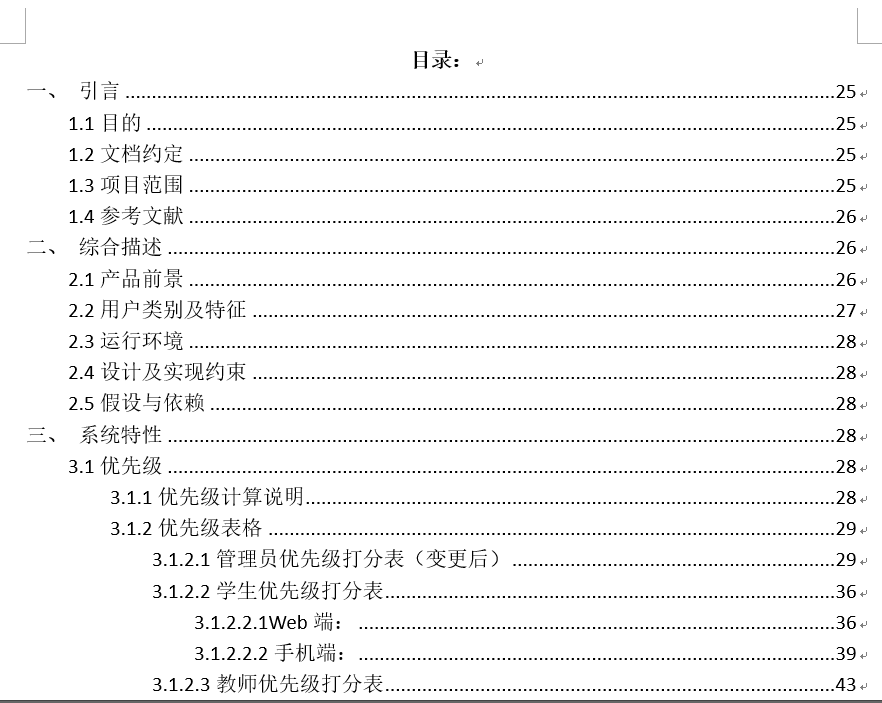 目录：
一、 引言 25
1.1 目的 25
1.2 文档约定 25
1.3 项目范围 25
1.4 参考文献 26
二、 综合描述 26
2.1 产品前景 26
2.2 用户类别及特征 27
2.3 运行环境 28
2.4 设计及实现约束 28
2.5 假设与依赖 28
三、 系统特性 28
3.1 优先级 28
3.1.1 优先级计算说明 28
3.1.2 优先级表格 29
3.1.2.1 管理员优先级打分表（变更后） 29
3.1.2.2 学生优先级打分表 36
3.1.2.2.1Web 端： 36
3.1.2.2.2 手机端： 39
3.1.2.3 教师优先级打分表 43